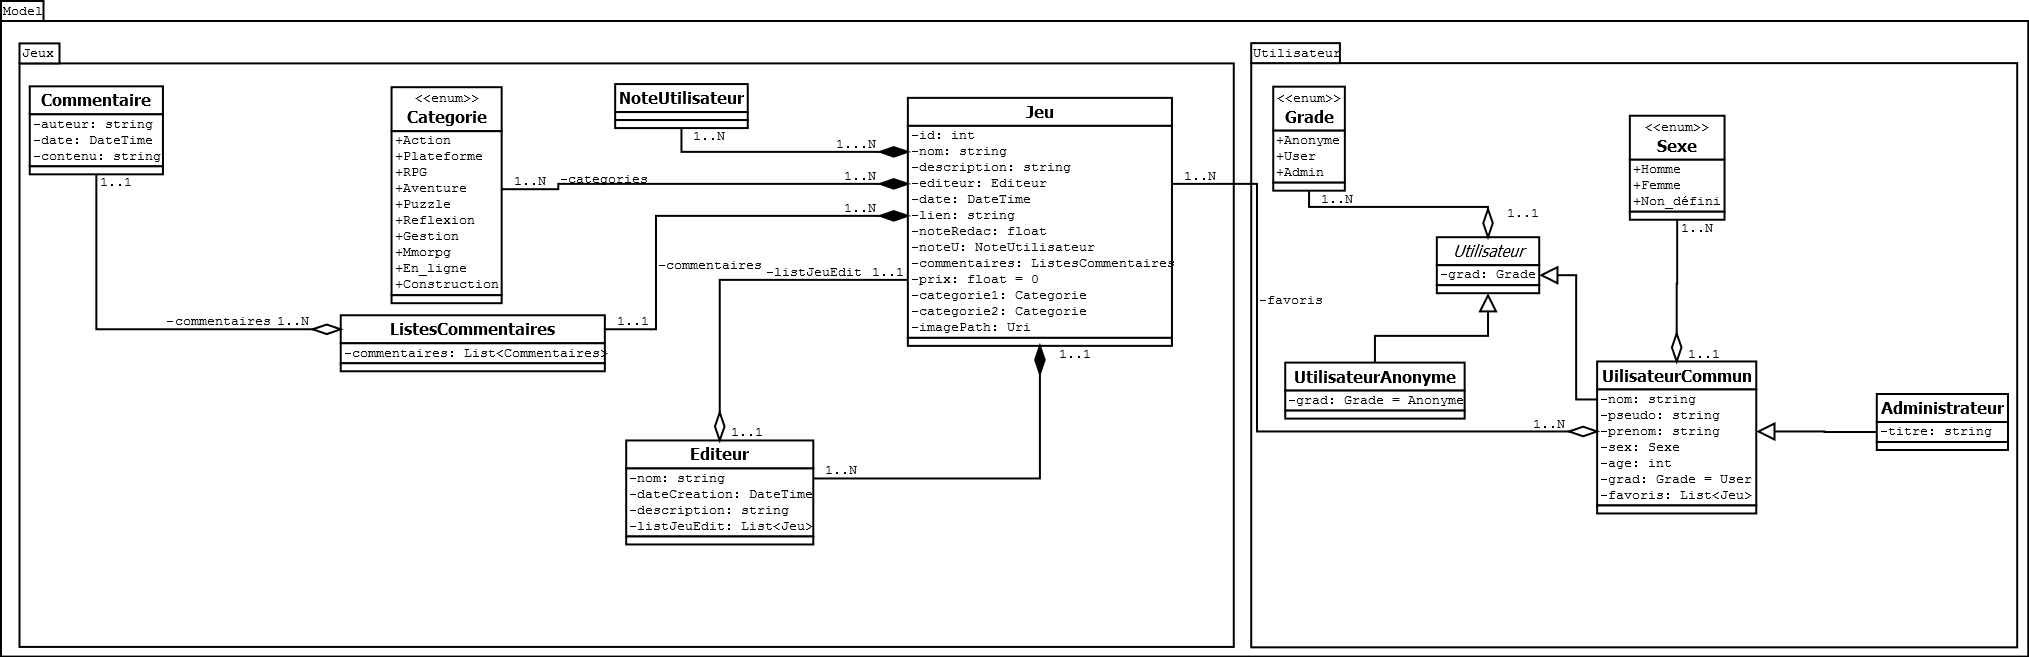 Model
Jeux
Commentaire
-auteur: string
-date: DateTime
-contenu: string
1..1
<<enum>>
Categorie
+Action
+Plateforme
+RPG
+Aventure
+Puzzle
+Reflexion
+Gestion
+Mmorpg
+En_ligne
+Construction
1..N
-categories
1..N
NoteUtilisateur
1..N
1...N
Jeu
-id: int
-nom: string
-description: string
-editeur: Editeur
-date: DateTime
-lien: string
-noteRedac: float
-noteU: NoteUtilisateur
-commentaires: ListesCommentaires
-prix: float = 0
-categorie1: Categorie
-categorie2: Categorie
-imagePath: Uri
1..N
-commentaires
-listJeuEdit
1..1
-commentaires
1..N
ListesCommentaires
-commentaires: List<Commentaires>
1..1
1..1
1..1
Editeur
-nom: string
-dateCreation: DateTime
-description: string
-listJeuEdit: List<Jeu>
1..N
Utilisateur
1..N
-favoris
<<enum>>
Grade
+Anonyme
+User
+Admin
1..N
1..1
Utilisateur
-grad: Grade
<<enum>>
Sexe
+Homme
+Femme
+Non_défini
1..N
1..1
UtilisateurAnonyme
-grad: Grade = Anonyme
1..N
UilisateurCommun
-nom: string
-pseudo: string
-prenom: string
-sex: Sexe
-age: int
-grad: Grade = User
-favoris: List<Jeu>
Administrateur
-titre: string